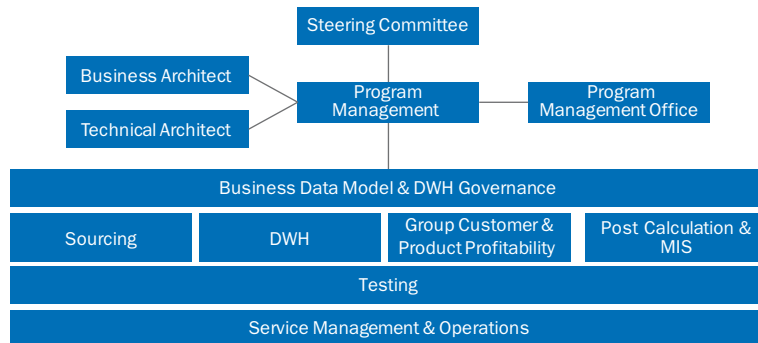 Steering Committee
Business Architect
Technical Architect
Program
Management
Program
Management Office
Business Data Model & DWH Governance
Sourcing
DWH
Group Customer &
Product Profitability
Post Calculation &
MIS
Testing
Service Management & Operations